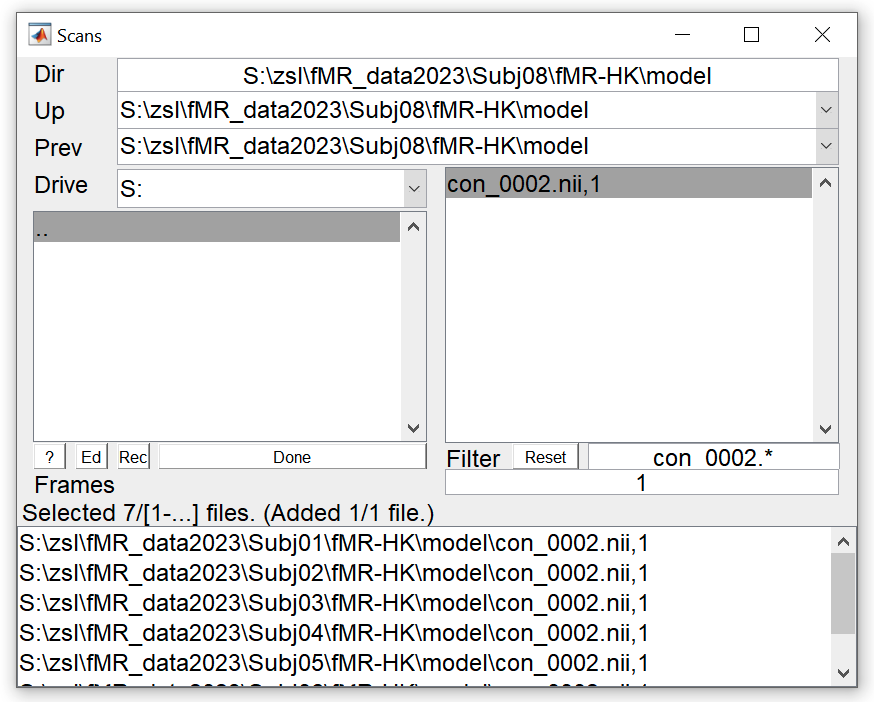 Scans
Dir S:\zsl\fMR_data2023\Subj08\fMR-HK\model
Up S:\zsl\fMR_data2023\Subj08\fMR-HK\model
Prev S:\zsl\fMR_data2023\Subj08\fMR-HK\model
Drive S:
con_0002.nii,1
..
? Ed Rec Done
Filter Reset con_0002.*
Frames 1
Selected 7/[1-...] files. (Added 1/1 file.)
S:\zsl\fMR_data2023\Subj01\fMR-HK\model\con_0002.nii,1
S:\zsl\fMR_data2023\Subj02\fMR-HK\model\con_0002.nii,1
S:\zsl\fMR_data2023\Subj03\fMR-HK\model\con_0002.nii,1
S:\zsl\fMR_data2023\Subj04\fMR-HK\model\con_0002.nii,1
S:\zsl\fMR_data2023\Subj05\fMR-HK\model\con_0002.nii,1